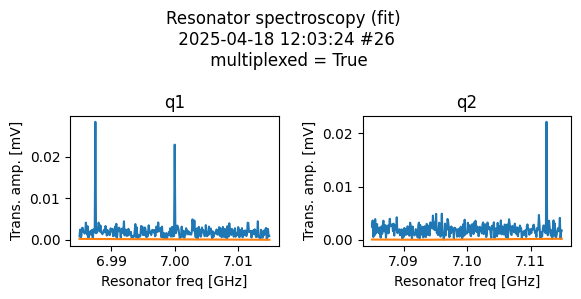 Resonator spectroscopy (fit)
2025-04-18 12:03:24 #26
multiplexed = True
q1
Trans. amp. [mV]
0.02
0.01
0.00
6.99
7.00
7.01
Resonator freq [GHz]
q2
Trans. amp. [mV]
0.02
0.01
0.00
7.09
7.10
7.11
Resonator freq [GHz]